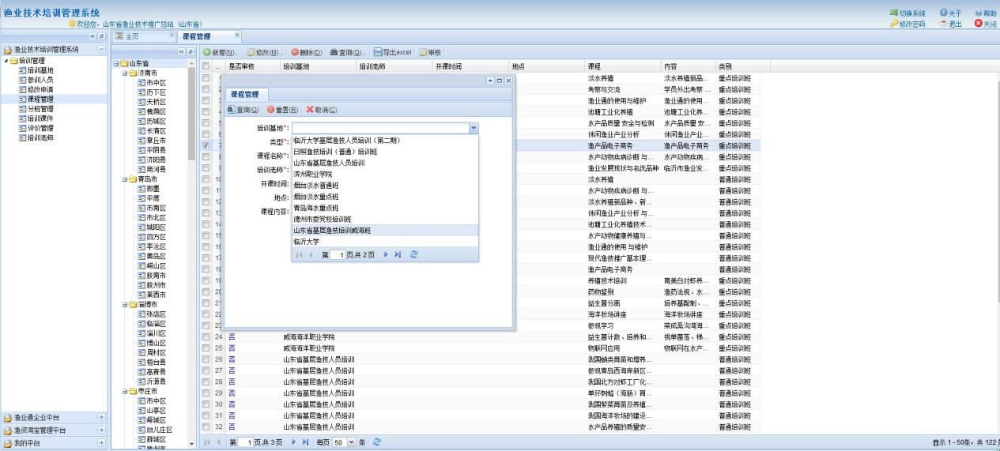 渔业技术培训管理系统
欢迎您，山东省渔业技术推广总站（山东省）
切换系统 关于 帮助
修改密码 退出 关闭
主页 课程管理
渔业技术培训管理系统
培训管理
培训基地
参训人员
修改申请
课程管理
分班管理
培训课件
评价管理
培训老师
渔业通企业平台
渔资淘宝管理平台
我的平台
山东省
济南市
市中区
历下区
天桥区
槐荫区
历城区
长清区
章丘市
平阴县
济阳县
商河县
青岛市
即墨
平度
市南区
市北区
城阳区
四方区
李沧区
黄岛区
崂山区
胶南市
胶州市
莱西市
淄博市
张店区
临淄区
淄川区
博山区
周村区
桓台县
高青县
沂源县
枣庄市
市中区
山亭区
峄城区
台儿庄区
薛城区
滕州市
新增(N)... 修改(M)... 删除(D) 查询(Q)... 导出excel 审核
... 是否审核 培训基地 培训老师 开课时间 地点 课程 内容 类别
课程管理
查询(Q) 重置(R) 取消(C)
培训基地*:
类型*:
课程名称*:
培训老师*:
开课时间:
地点:
课程内容:
临沂大学基层渔技人员培训（第二期）
日照渔技培训（普通）培训班
山东省基层渔技人员培训
滨州职业学院
烟台淡水普通班
烟台淡水重点班
青岛海水重点班
德州市委党校培训班
山东省基层渔技培训威海班
临沂大学
第 1 页,共 2 页
淡水养殖 淡水养殖新品... 重点培训班
考察与交流 学员外出考察... 重点培训班
渔业通的使用与维护 渔业通的使用... 重点培训班
池塘工业化养殖 池塘工业化养... 重点培训班
水产品质量 安全与检测 水产品质量 安... 重点培训班
休闲渔业产业分析 休闲渔业产业... 重点培训班
7 渔产品电子商务 渔产品电子商务 重点培训班
水产动物疾病诊断 与... 水产动物疾病... 重点培训班
渔业发展现状与名优品种 临沂市渔业发... 重点培训班
10 淡水养殖 普通培训班
11 水产动物疾病诊断 与... 普通培训班
12 淡水养殖新品种、新... 普通培训班
13 休闲渔业产业分析 与... 普通培训班
14 池塘工业化养殖技术... 普通培训班
15 水产动物健康养殖与... 普通培训班
16 渔业通的使用 与维护 普通培训班
17 现代渔技推广基本理... 普通培训班
18 渔产品电子商务 普通培训班
19 养殖技术培训 南美白对虾养... 重点培训班
20 药物鉴别 渔药法规、水... 重点培训班
21 益生菌分离 培养基配制、... 重点培训班
22 海洋牧场讲座 海洋牧场讲座 重点培训班
23 参观学习 荣成桑沟湾海... 重点培训班
24 否 威海海洋职业学院 益生菌计数、培养和... 挑单菌落、梯... 重点培训班
25 否 威海海洋职业学院 物联网应用 物联网在水产... 重点培训班
26 否 山东省基层渔技人员培训 我国鲍类育苗和增养... 普通培训班
27 否 山东省基层渔技人员培训 参观青岛西海岸新区... 普通培训班
28 否 山东省基层渔技人员培训 我国北方对虾工厂化... 普通培训班
29 否 山东省基层渔技人员培训 单环刺螠（海肠）育... 普通培训班
30 否 山东省基层渔技人员培训 我国紫菜育苗及养殖... 普通培训班
31 否 山东省基层渔技人员培训 我国海洋牧场的建设... 普通培训班
32 否 山东省基层渔技人员培训 水产品养殖的质量安... 普通培训班
第 1 页,共 3 页 每页 50 条 显示 1 - 50条，共 122